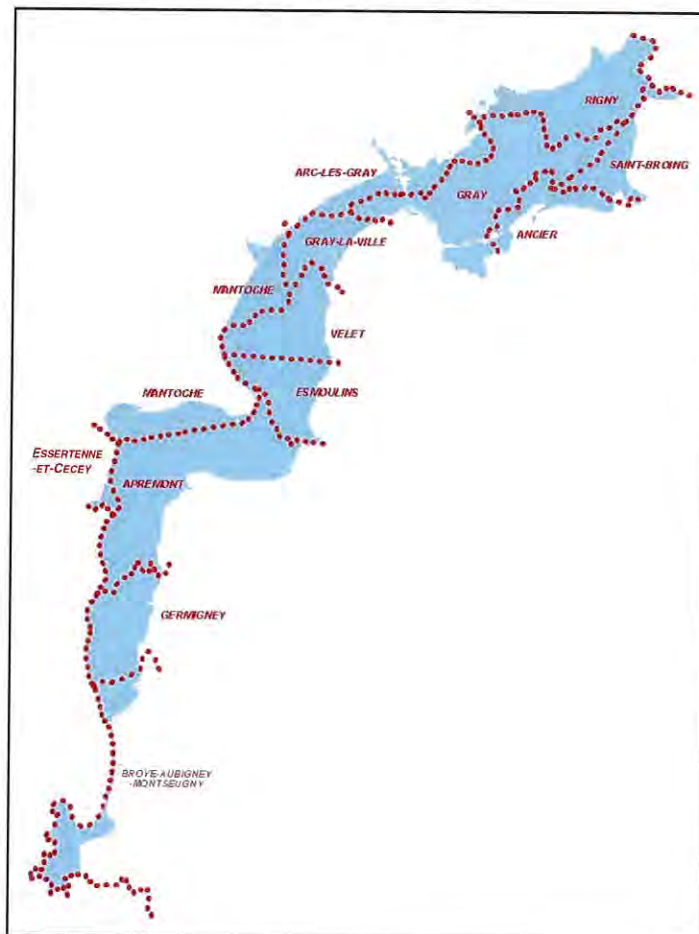 RIGNY
SAINT-BROING
ARC-LES-GRAY
GRAY
ANCIER
GRAY-LA-VILLE
MANTOCHE
VELET
MANTOCHE
ESMOULINS
ESSERTENNE
-ET-CECEY
APREMONT
GERMIGNEY
BROYE-AUBIGNEY
-MONTSEUGNY